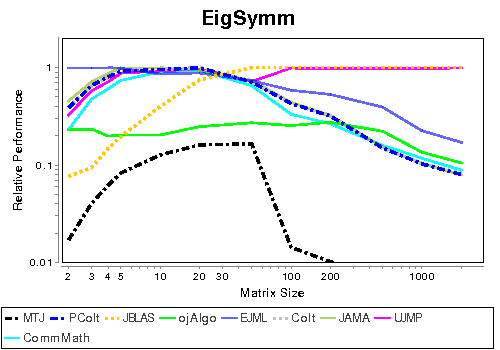 EigSymm
Relative Performance
1
0.1
0.01
2 3 4 5 10 20 30 100 200 1000
Matrix Size
MTJ PColt JBLAS ojAlgo EJML Colt JAMA UJMP
CommMath